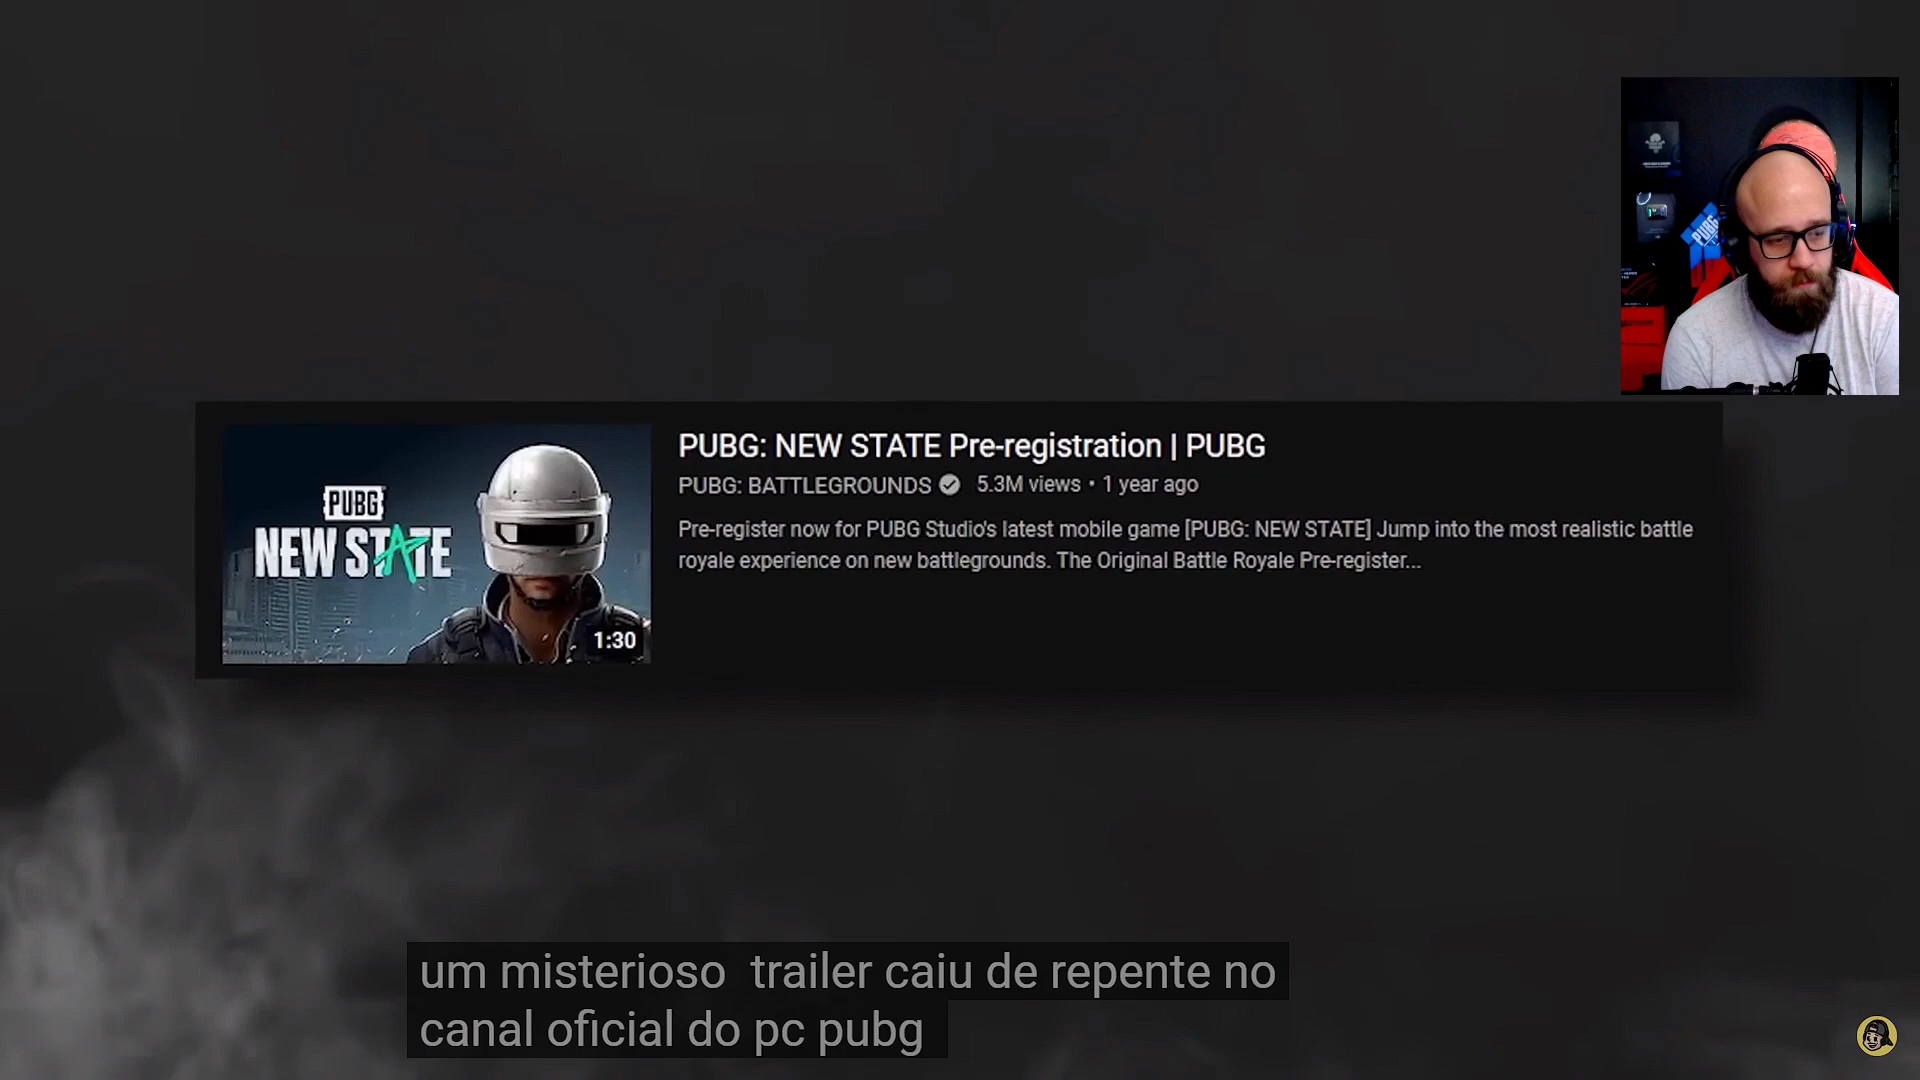 PUBG: NEW STATE Pre-registration | PUBG
PUBG: BATTLEGROUNDS 5.3M views • 1 year ago
Pre-register now for PUBG Studio's latest mobile game [PUBG: NEW STATE] Jump into the most realistic battle
royale experience on new battlegrounds. The Original Battle Royale Pre-register...
PUBG
NEW STATE
1:30
PUBG
um misterioso trailer caiu de repente no
canal oficial do pc pubg